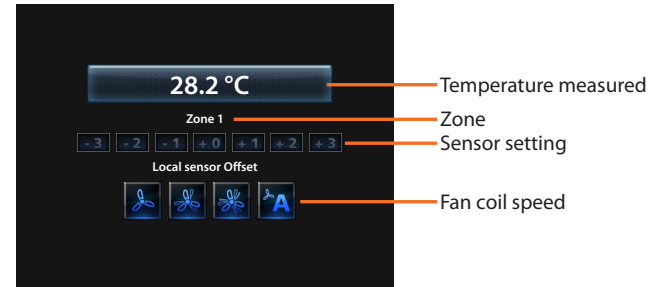 28.2 °C
Temperature measured
Zone 1
Zone
- 3 - 2 - 1 + 0 + 1 + 2 + 3
Sensor setting
Local sensor Offset
A
Fan coil speed